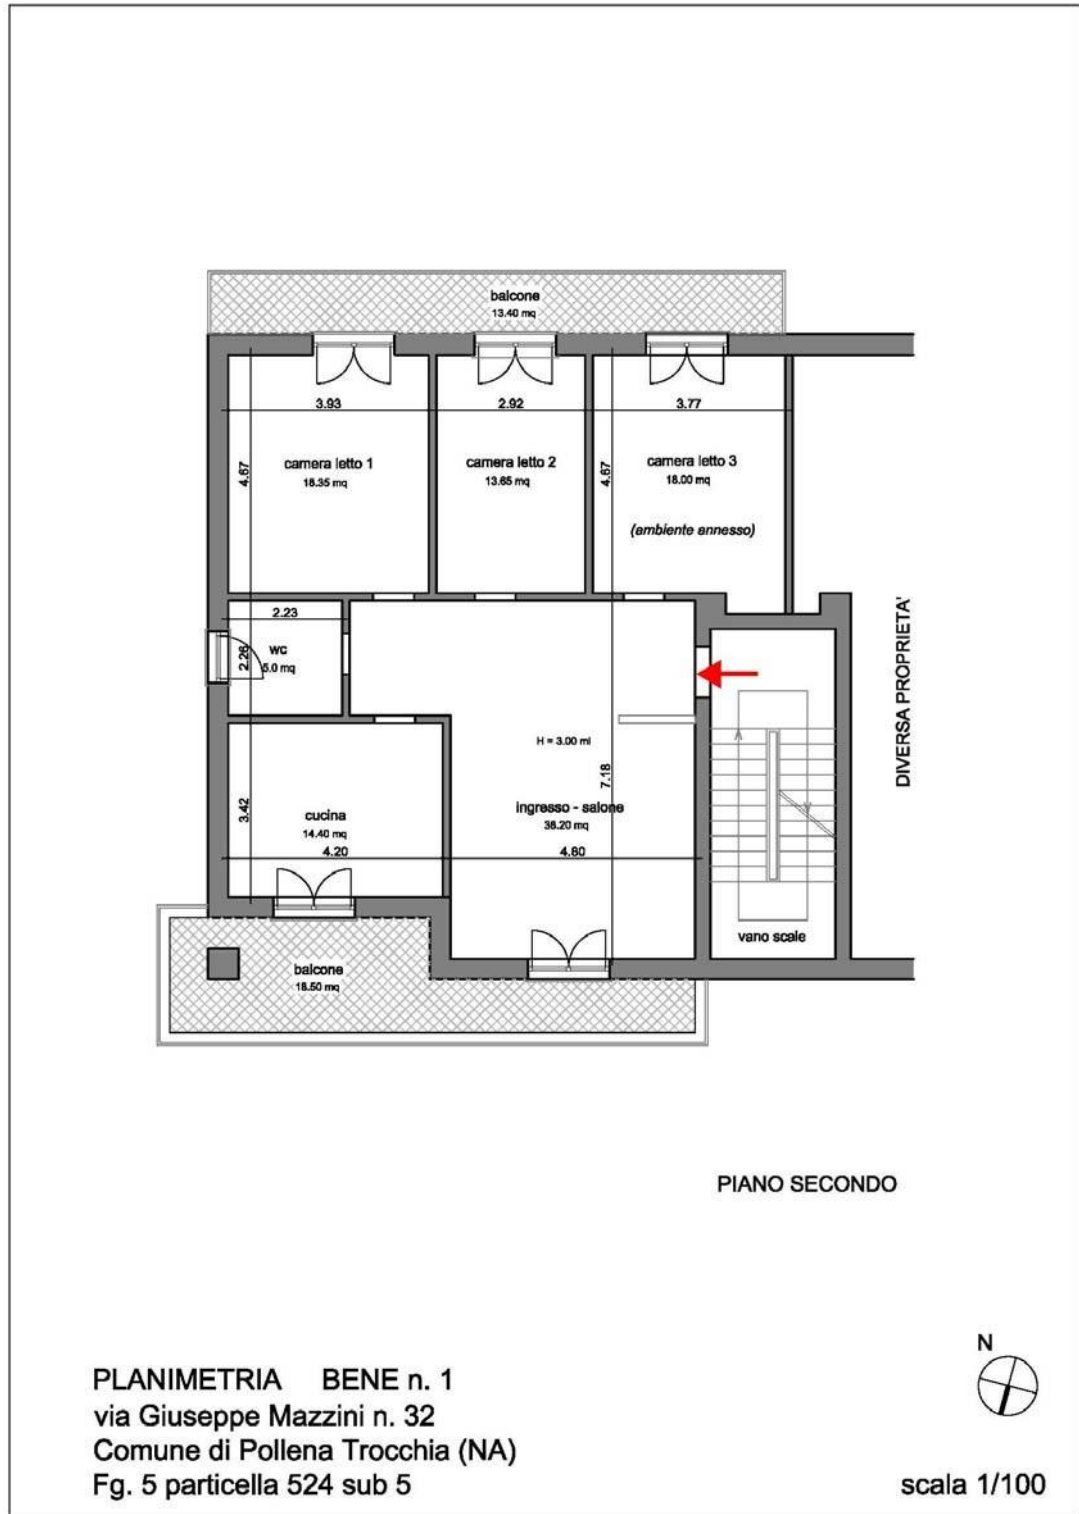 balcone
13.40 mq
3.93
2.92
3.77
4.67
4.67
camera letto 1
18.35 mq
camera letto 2
13.65 mq
camera letto 3
18.00 mq
(ambiente annesso)
2.23
2.26
wc
5.0 mq
DIVERSA PROPRIETA'
H = 3.00 ml
7.18
3.42
cucina
14.40 mq
4.20
ingresso - salone
36.20 mq
4.80
vano scale
balcone
18.50 mq
PIANO SECONDO
N
PLANIMETRIA BENE n. 1
via Giuseppe Mazzini n. 32
Comune di Pollena Trocchia (NA)
Fg. 5 particella 524 sub 5
scala 1/100